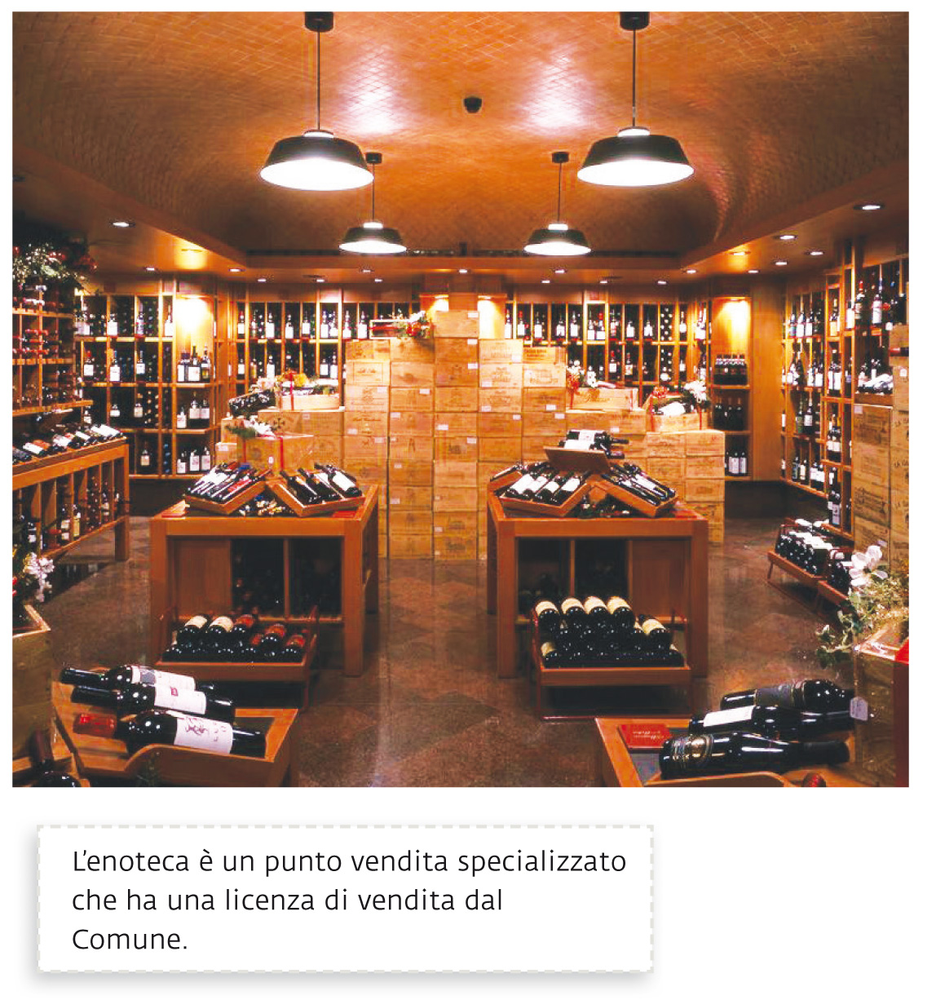 L’enoteca è un punto vendita specializzato
che ha una licenza di vendita dal
Comune.